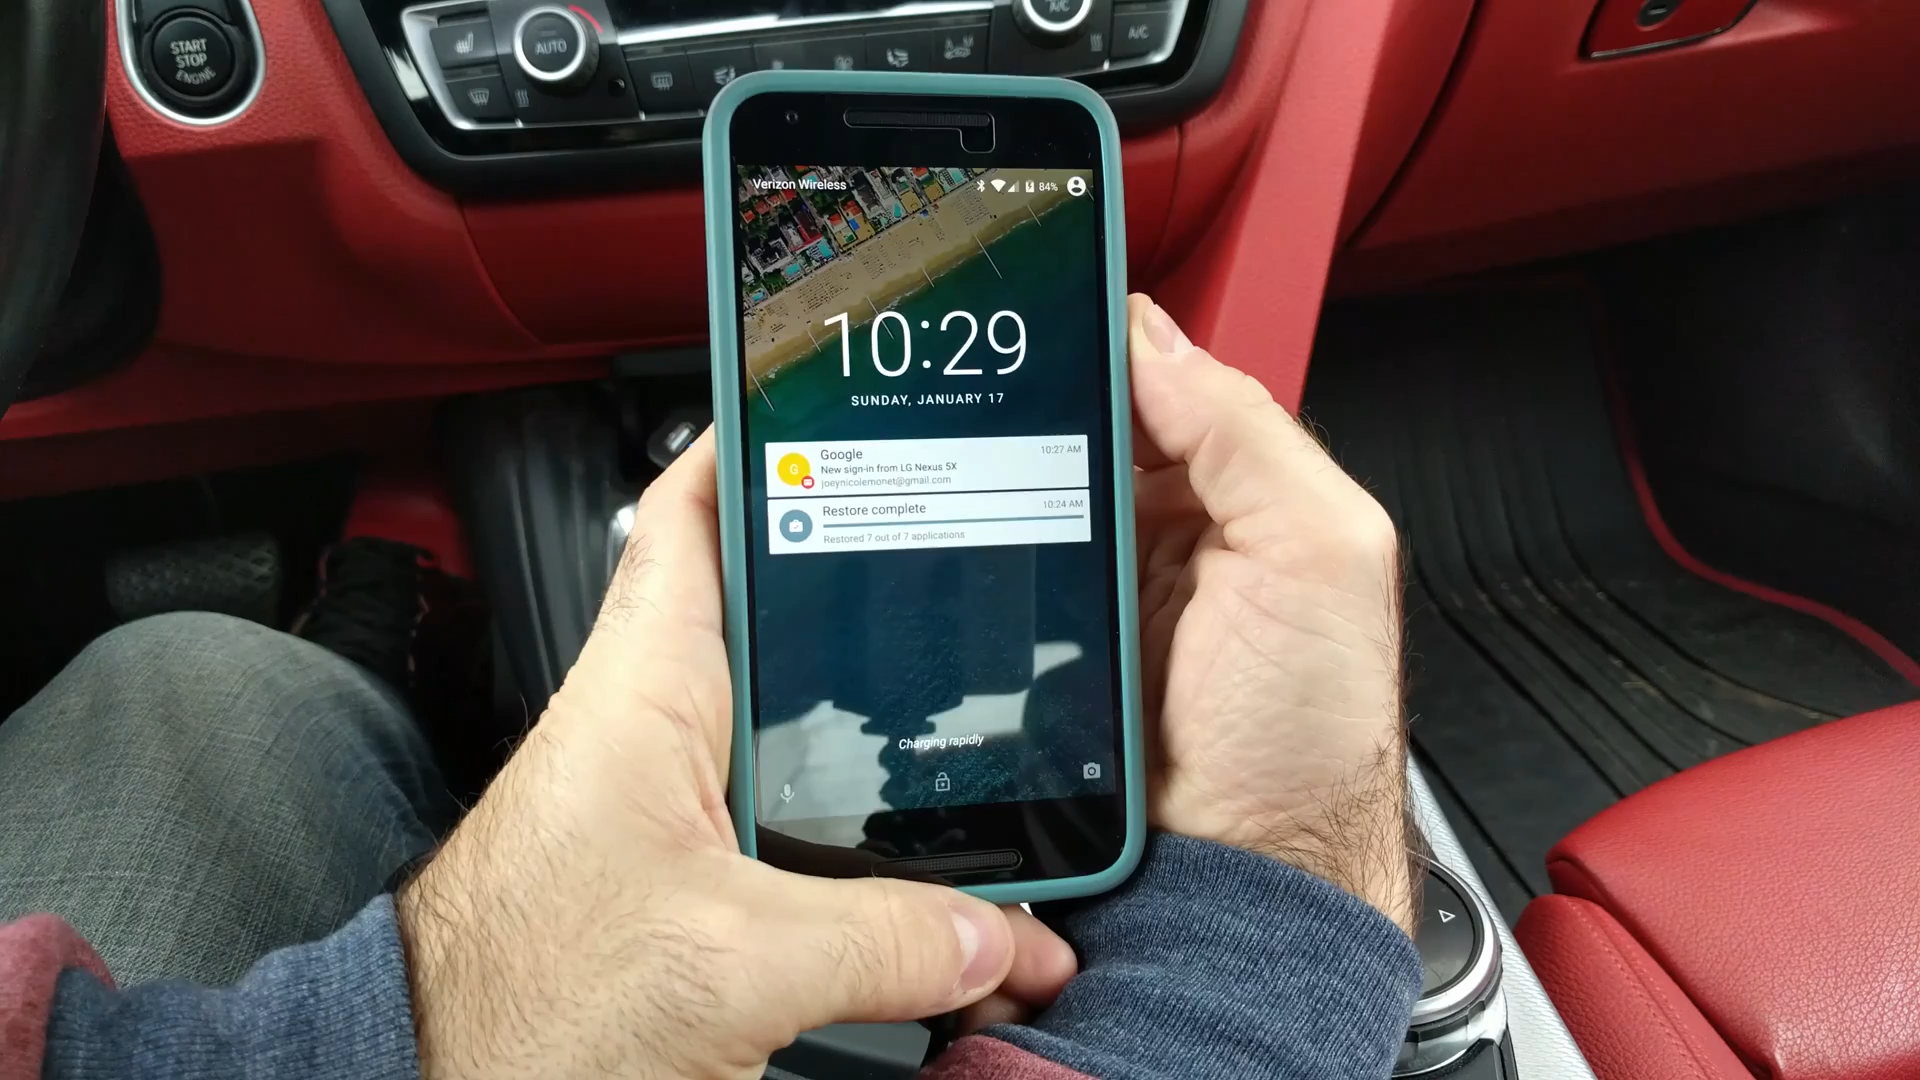 START
STOP
ENGINE
AUTO
A/C
A/C
Verizon Wireless
84%
10:29
SUNDAY, JANUARY 17
G
Google
10:27 AM
New sign-in from LG Nexus 5X
joeynicolemonet@gmail.com
Restore complete
10:24 AM
Restored 7 out of 7 applications
Charging rapidly